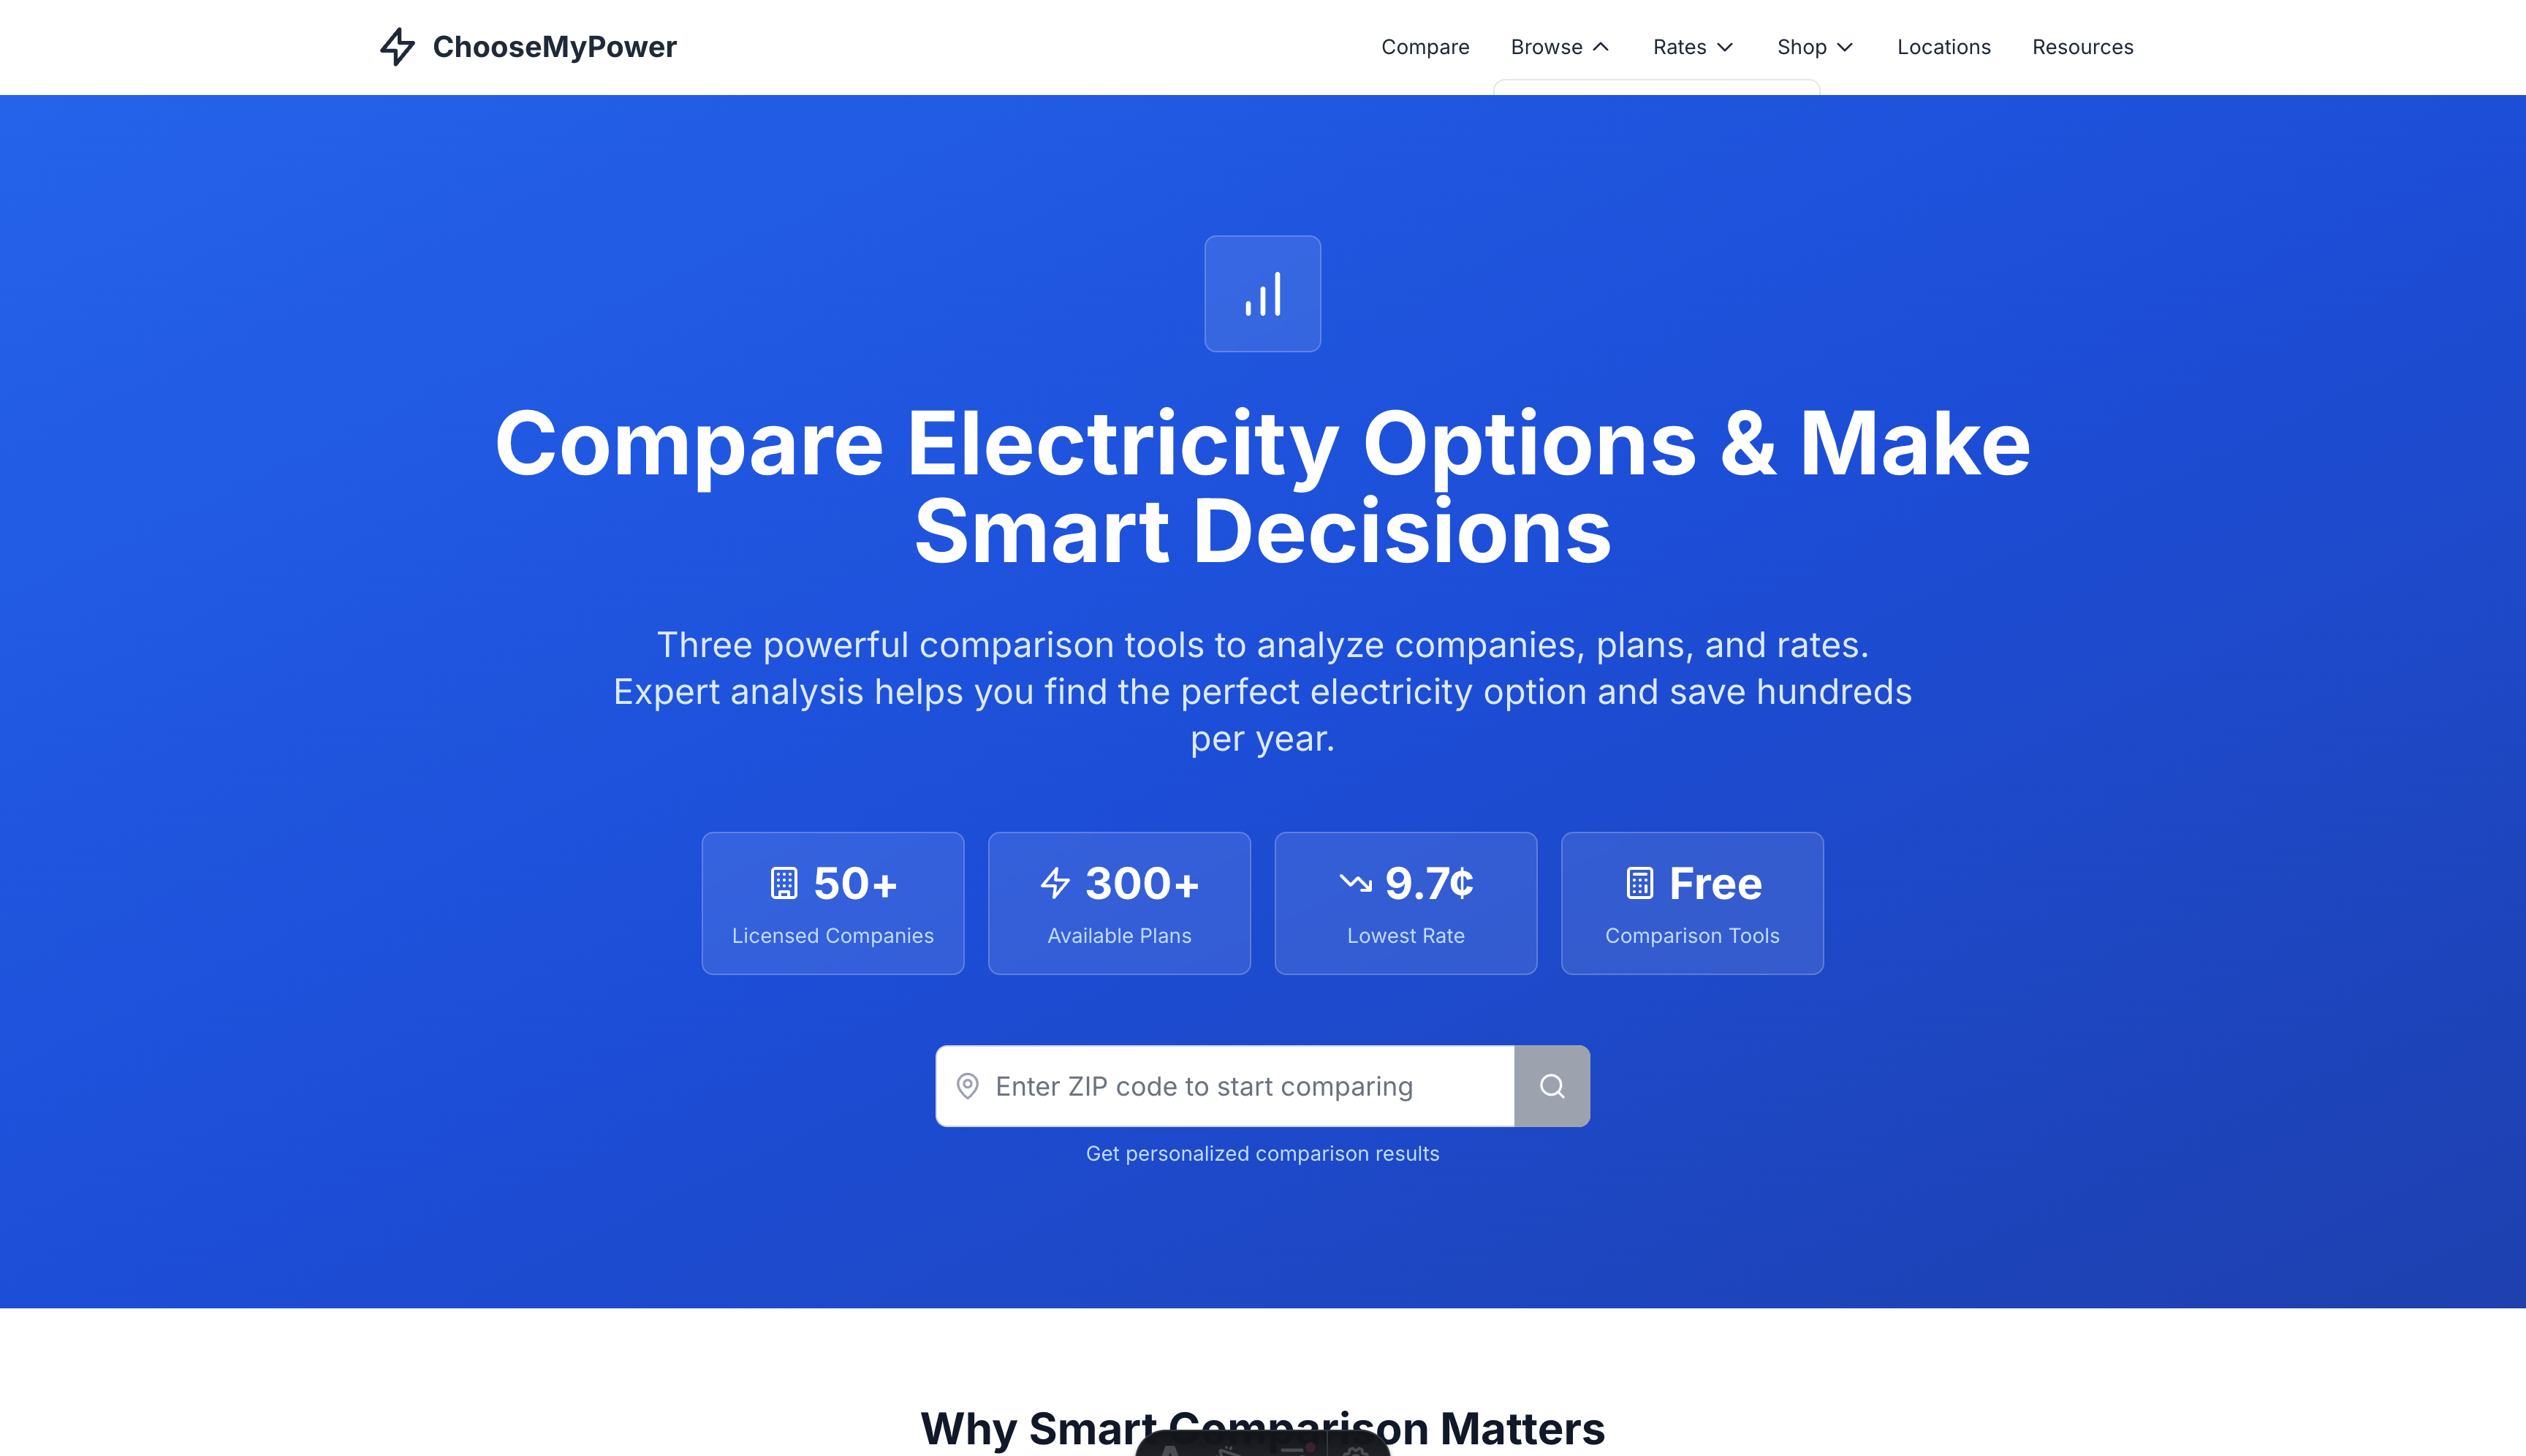 ChooseMyPower
Compare Browse Rates Shop Locations Resources
Compare Electricity Options & Make
Smart Decisions
Three powerful comparison tools to analyze companies, plans, and rates.
Expert analysis helps you find the perfect electricity option and save hundreds
per year.
50+ 300+ 9.7¢ Free
Licensed Companies Available Plans Lowest Rate Comparison Tools
Enter ZIP code to start comparing
Get personalized comparison results
Why Smart Comparison Matters